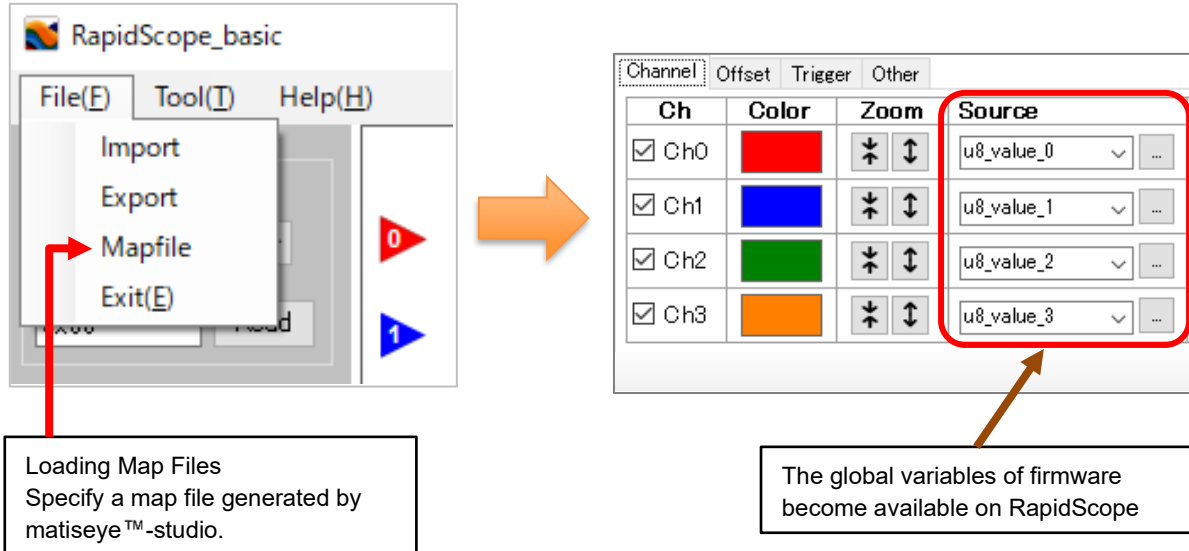 RapidScope_basic
File(F) Tool(T) Help(H)
Import
Export
Mapfile
Exit(E)
0
1
Channel Offset Trigger Other
Ch Color Zoom Source
Ch0 u8_value_0 ...
Ch1 u8_value_1 ...
Ch2 u8_value_2 ...
Ch3 u8_value_3 ...
Loading Map Files
Specify a map file generated by
matiseye™-studio.
The global variables of firmware
become available on RapidScope